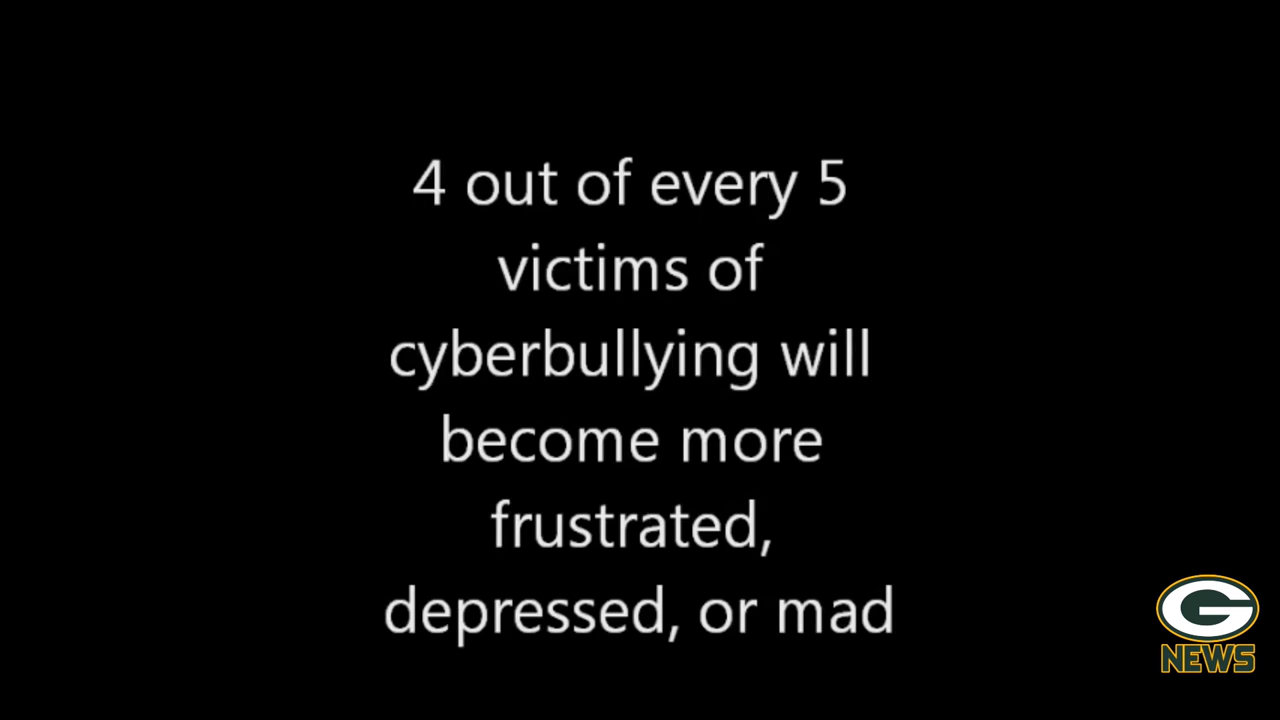 4 out of every 5
victims of
cyberbullying will
become more
frustrated,
depressed, or mad
G
NEWS